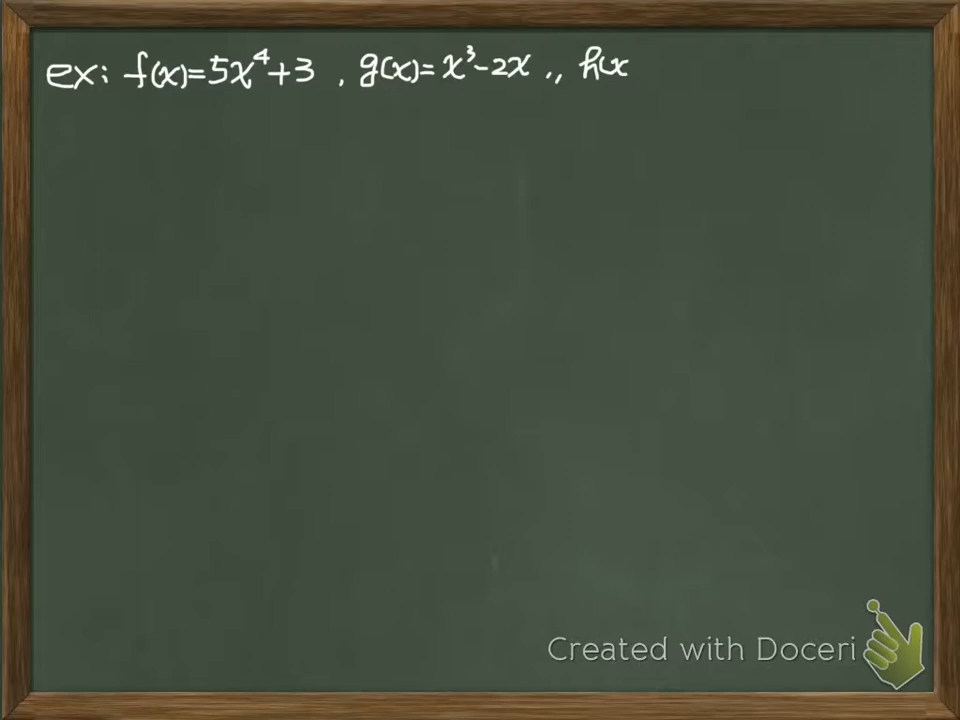 ex: f(x)=5x⁴+3 , g(x)=x³-2x ., h(x
Created with Doceri